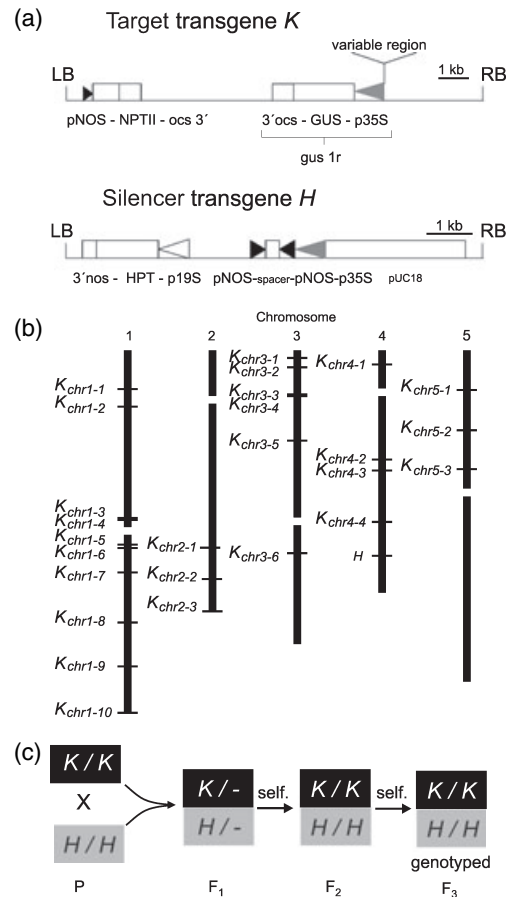 (a)
Target transgene K
variable region
LB
1 kb
RB
pNOS - NPTII - ocs 3´
3´ocs - GUS - p35S
gus 1r
Silencer transgene H
LB
1 kb
RB
3´nos - HPT - p19S
pNOS-spacer-pNOS-p35S
pUC18
(b)
Chromosome
1 2 3 4 5
Kchr1-1
Kchr1-2
Kchr1-3
Kchr1-4
Kchr1-5
Kchr1-6
Kchr1-7
Kchr1-8
Kchr1-9
Kchr1-10
Kchr2-1
Kchr2-2
Kchr2-3
Kchr3-1
Kchr3-2
Kchr3-3
Kchr3-4
Kchr3-5
Kchr3-6
Kchr4-1
Kchr4-2
Kchr4-3
Kchr4-4
H
Kchr5-1
Kchr5-2
Kchr5-3
(c)
K / K
X
H / H
P
K / -
H / -
F1
self.
K / K
H / H
F2
self.
K / K
H / H
genotyped
F3